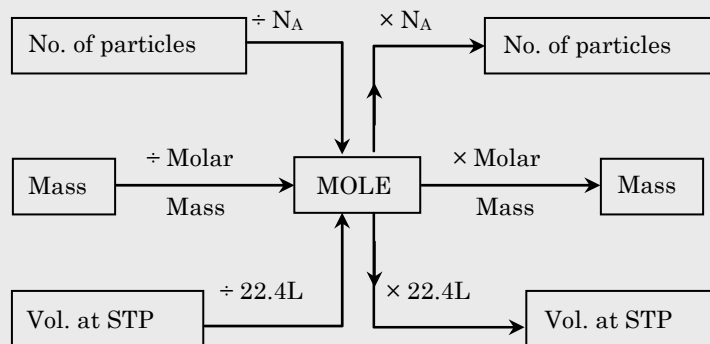 ÷ N_A
× N_A
No. of particles
No. of particles
÷ Molar
× Molar
Mass
MOLE
Mass
Mass
Mass
÷ 22.4L
× 22.4L
Vol. at STP
Vol. at STP